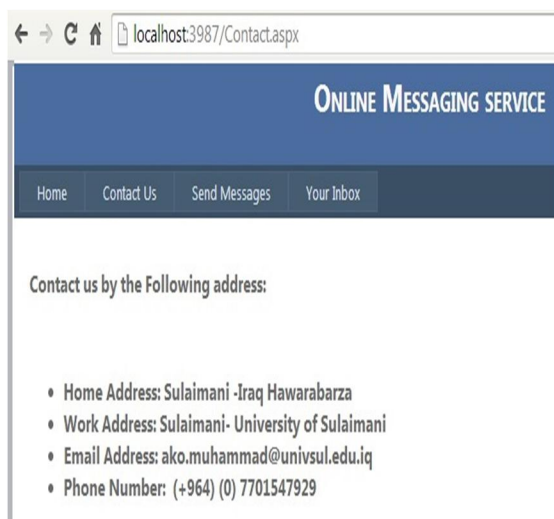 localhost:3987/Contact.aspx
ONLINE MESSAGING SERVICE
Home Contact Us Send Messages Your Inbox
Contact us by the Following address:
• Home Address: Sulaimani -Iraq Hawarabarza
• Work Address: Sulaimani- University of Sulaimani
• Email Address: ako.muhammad@univsul.edu.iq
• Phone Number: (+964) (0) 7701547929